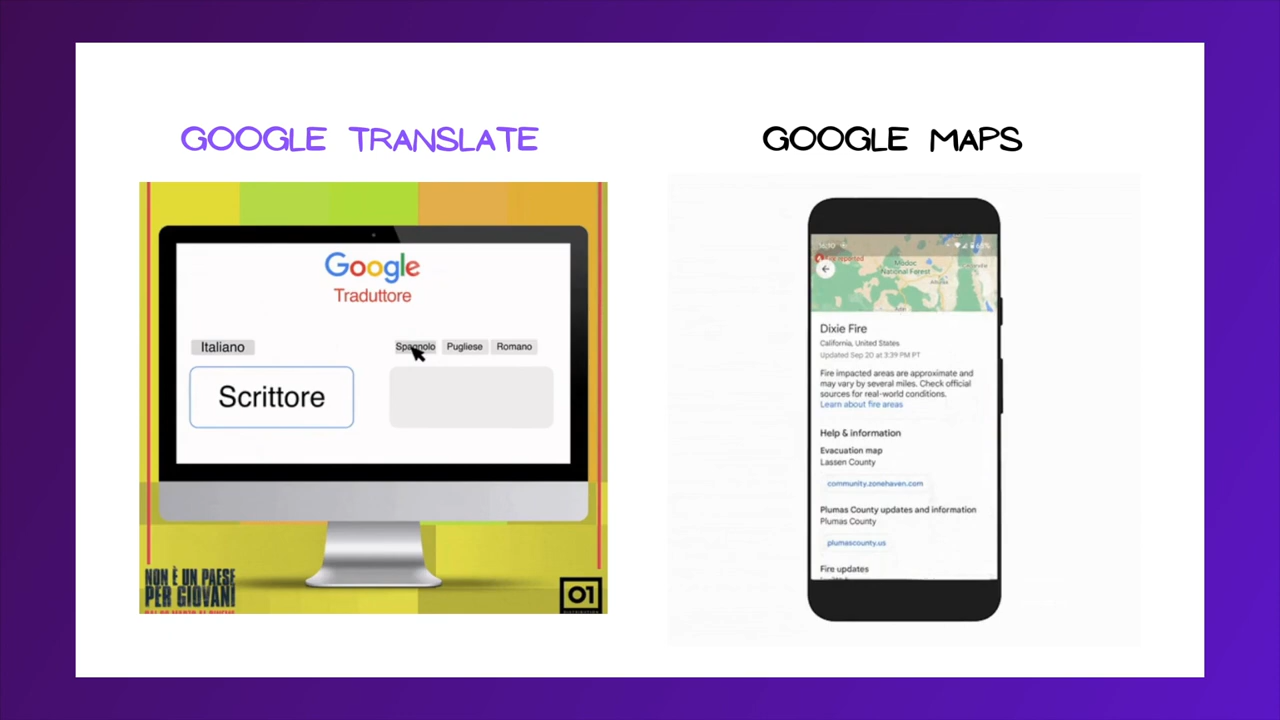 GOOGLE TRANSLATE
Google
Traduttore
Italiano
Spagnolo
Pugliese
Romano
Scrittore
NON È UN PAESE
PER GIOVANI
01
GOOGLE MAPS
Modoc
National Forest
Dixie Fire
California, United States
Updated Sep 20 at 3:39 PM PT
Fire impacted areas are approximate and
may vary by several miles. Check official
sources for real-world conditions.
Learn about fire areas
Help & information
Evacuation map
Lassen County
community.zonehaven.com
Plumas County updates and information
Plumas County
plumascounty.us
Fire updates